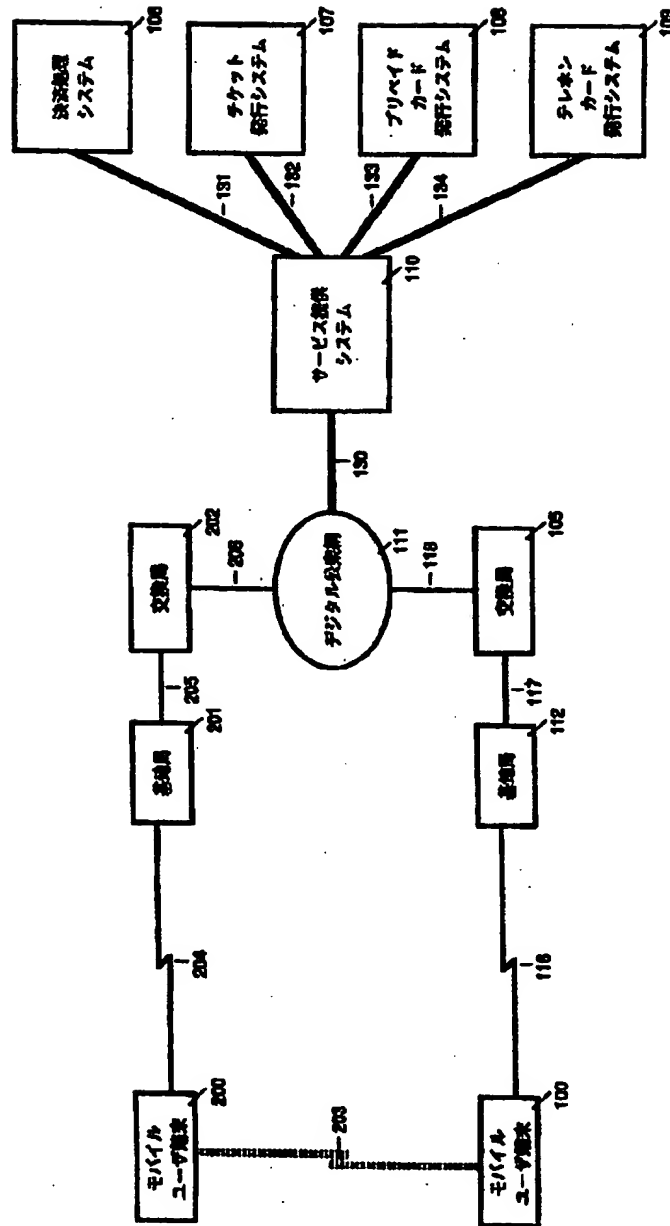 決済処理
システム
106
チケット
発行システム
107
プリペイド
カード
発行システム
108
テレホン
カード
発行システム
109
131
132
133
134
サービス提供
システム
110
130
デジタル公衆網
111
交換局
202
206
205
基地局
201
204
モバイル
ユーザ端末
200
203
モバイル
ユーザ端末
100
116
基地局
112
117
交換局
105
118